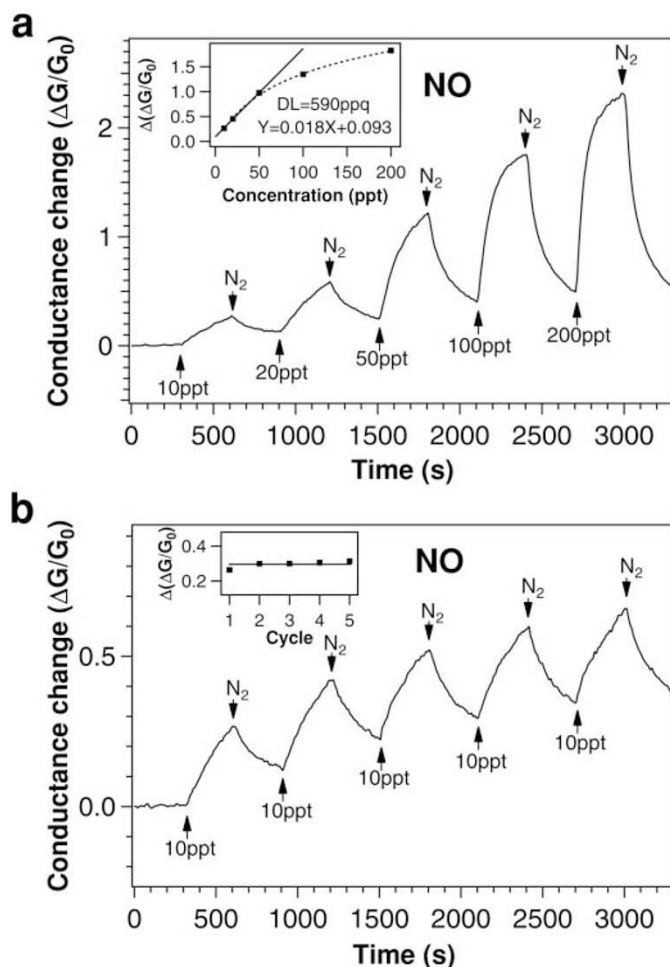 a
Conductance change (ΔG/G₀)
2
1
0
Δ(ΔG/G₀)
1.5
1.0
0.5
0.0
DL=590ppq
Y=0.018X+0.093
0 50 100 150 200
Concentration (ppt)
NO
N₂
N₂
N₂
N₂
N₂
10ppt
20ppt
50ppt
100ppt
200ppt
0 500 1000 1500 2000 2500 3000
Time (s)
b
Conductance change (ΔG/G₀)
0.5
0.0
Δ(ΔG/G₀)
0.4
0.2
1 2 3 4 5
Cycle
NO
N₂
N₂
N₂
N₂
N₂
10ppt
10ppt
10ppt
10ppt
10ppt
0 500 1000 1500 2000 2500 3000
Time (s)